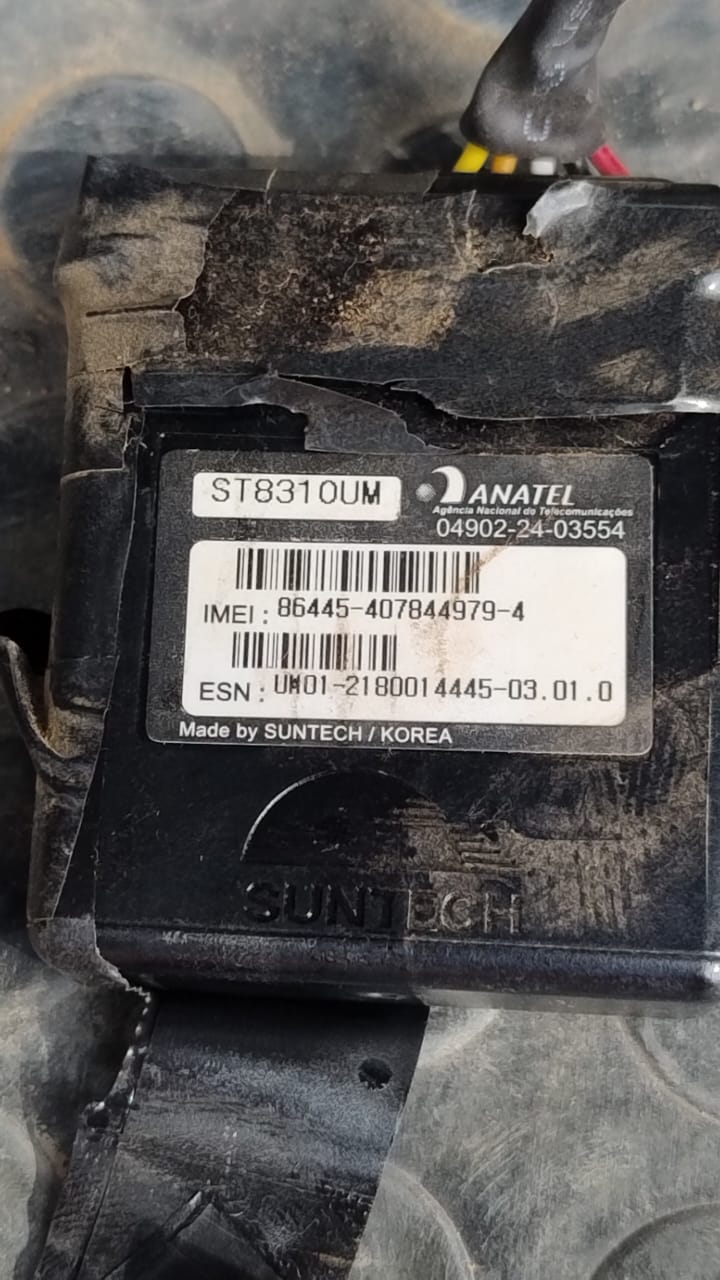 ST8310UM
ANATEL
Agência Nacional de Telecomunicações
04902-24-03554
IMEI : 86445-407844979-4
ESN : UW01-2180014445-03.01.0
Made by SUNTECH / KOREA
SUNTECH